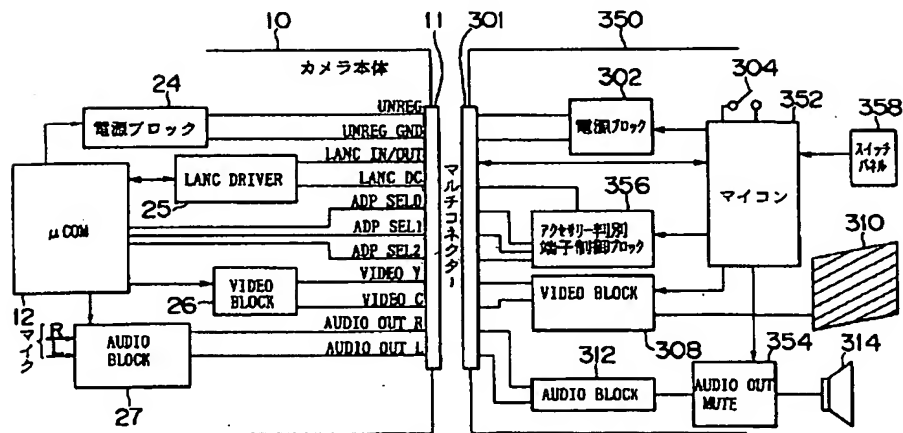 10
11
301
350
カメラ本体
24
電源ブロック
UNREG
UNREG GND
LANC IN/OUT
LANC DC
LANC DRIVER
25
ADP SEL0
ADP SEL1
ADP SEL2
μCOM
12
VIDEO Y
VIDEO C
VIDEO BLOCK
26
AUDIO OUT R
AUDIO OUT L
マイク
R
L
AUDIO BLOCK
27
マルチコネクター
302
電源ブロック
304
352
マイコン
358
スイッチ
パネル
356
アクセサリー判別
端子制御ブロック
310
VIDEO BLOCK
308
312
AUDIO BLOCK
354
AUDIO OUT
MUTE
314